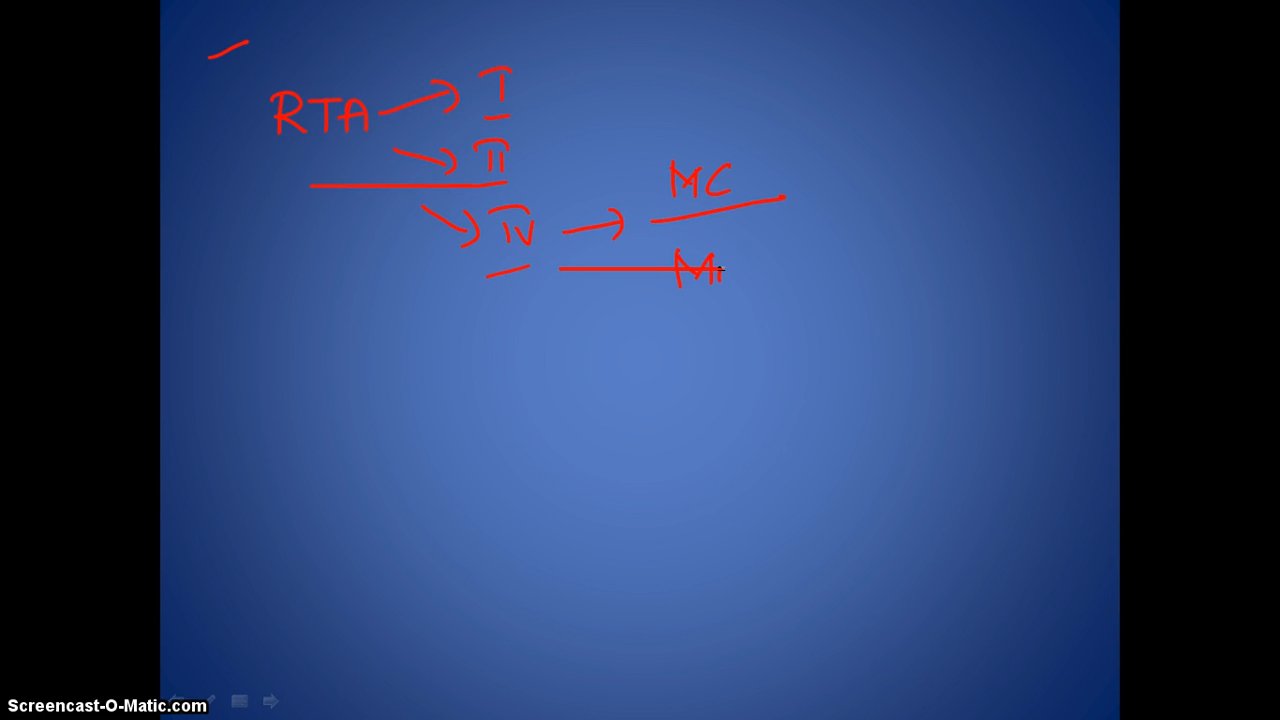 RTA → I
→ II
→ IV → MC
M
Screencast-O-Matic.com